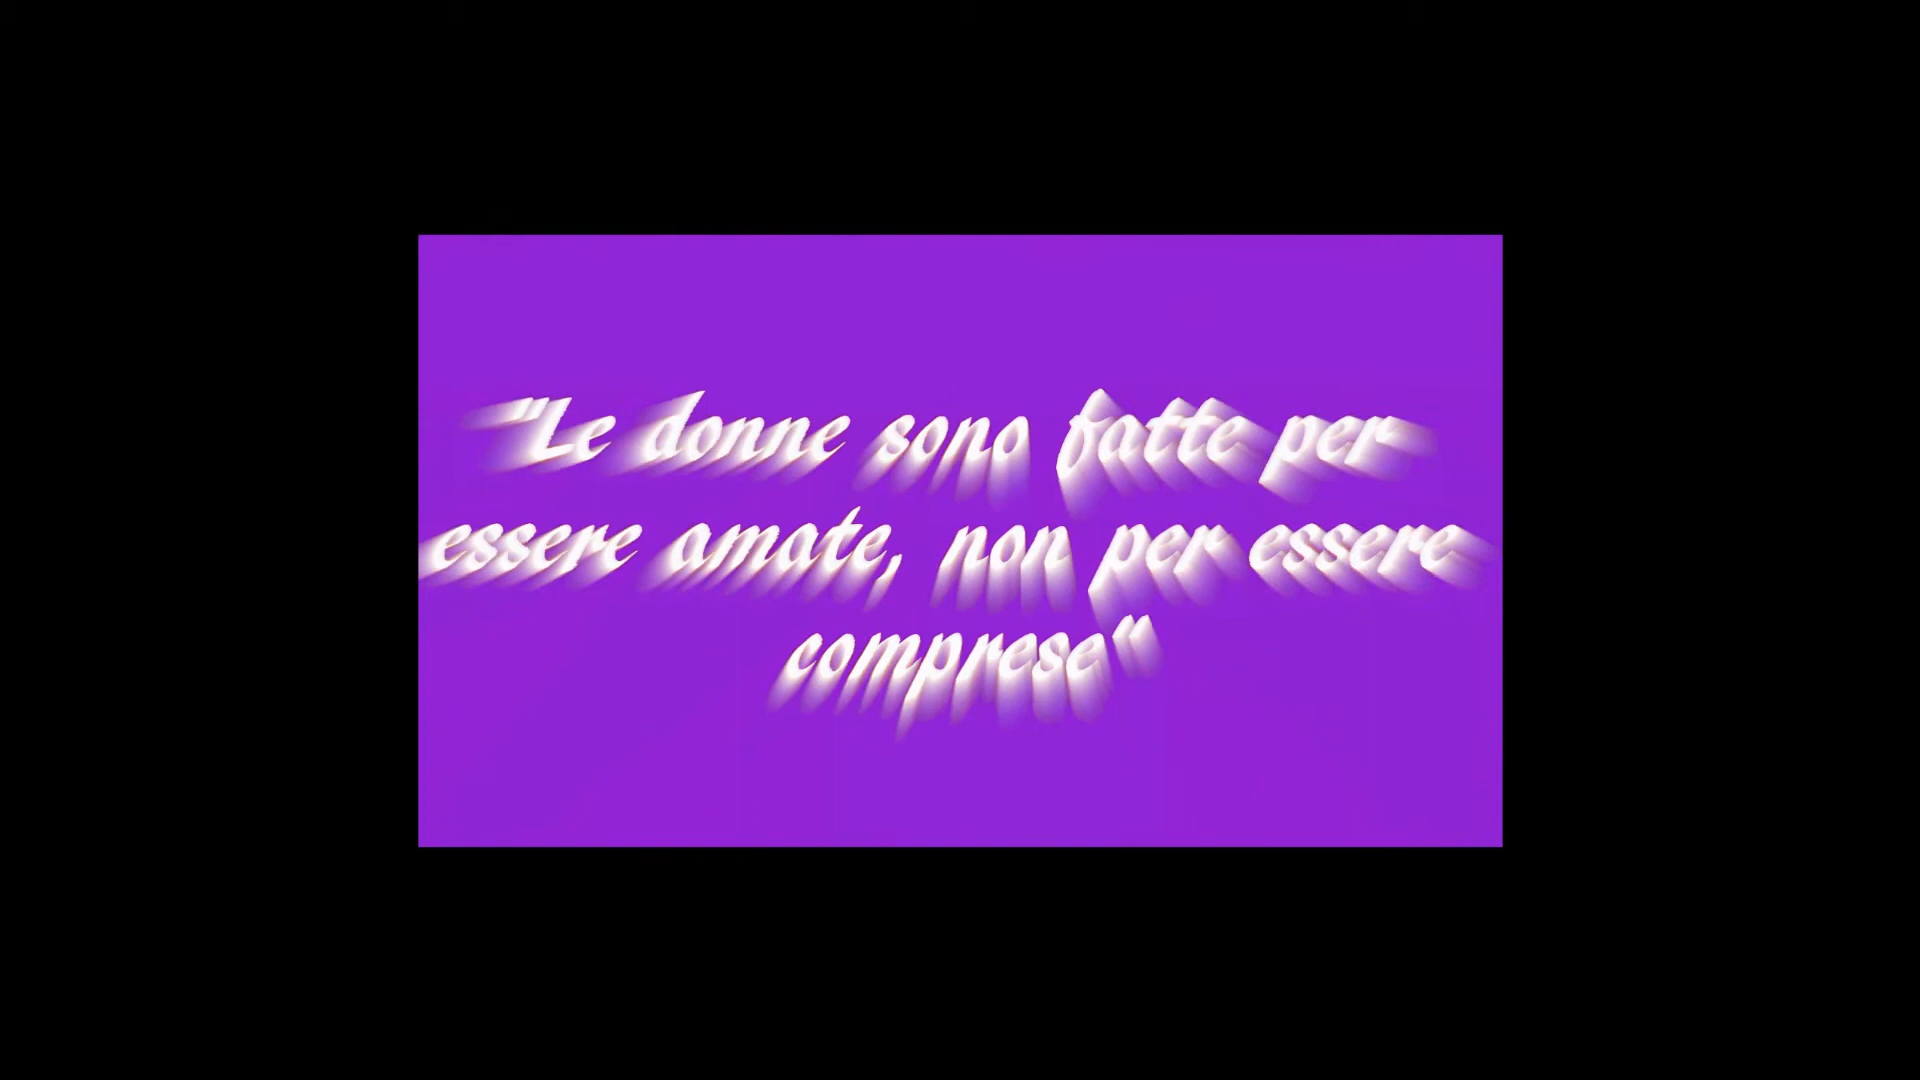 "Le donne sono fatte per
essere amate, non per essere
comprese"